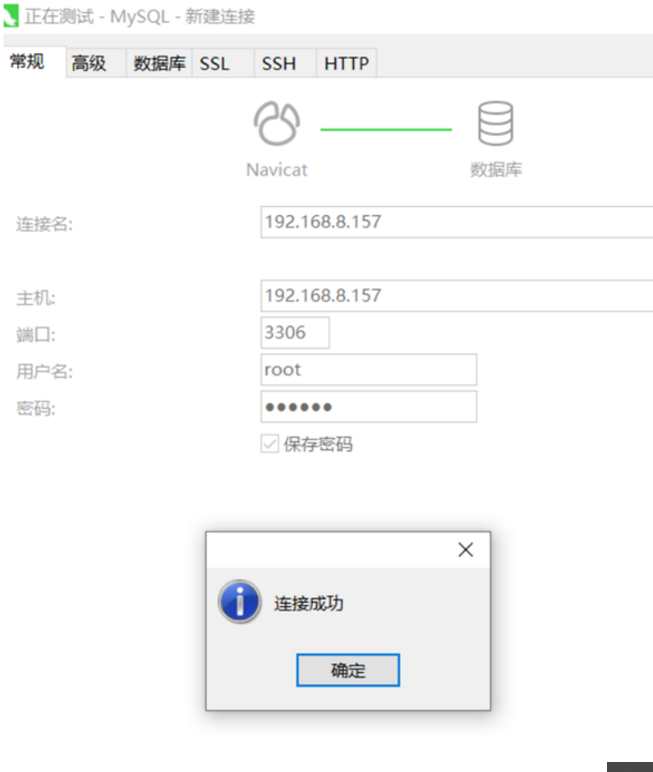 正在测试 - MySQL - 新建连接
常规 高级 数据库 SSL SSH HTTP
Navicat 数据库
连接名: 192.168.8.157
主机: 192.168.8.157
端口: 3306
用户名: root
密码: ●●●●●●
保存密码
连接成功
确定